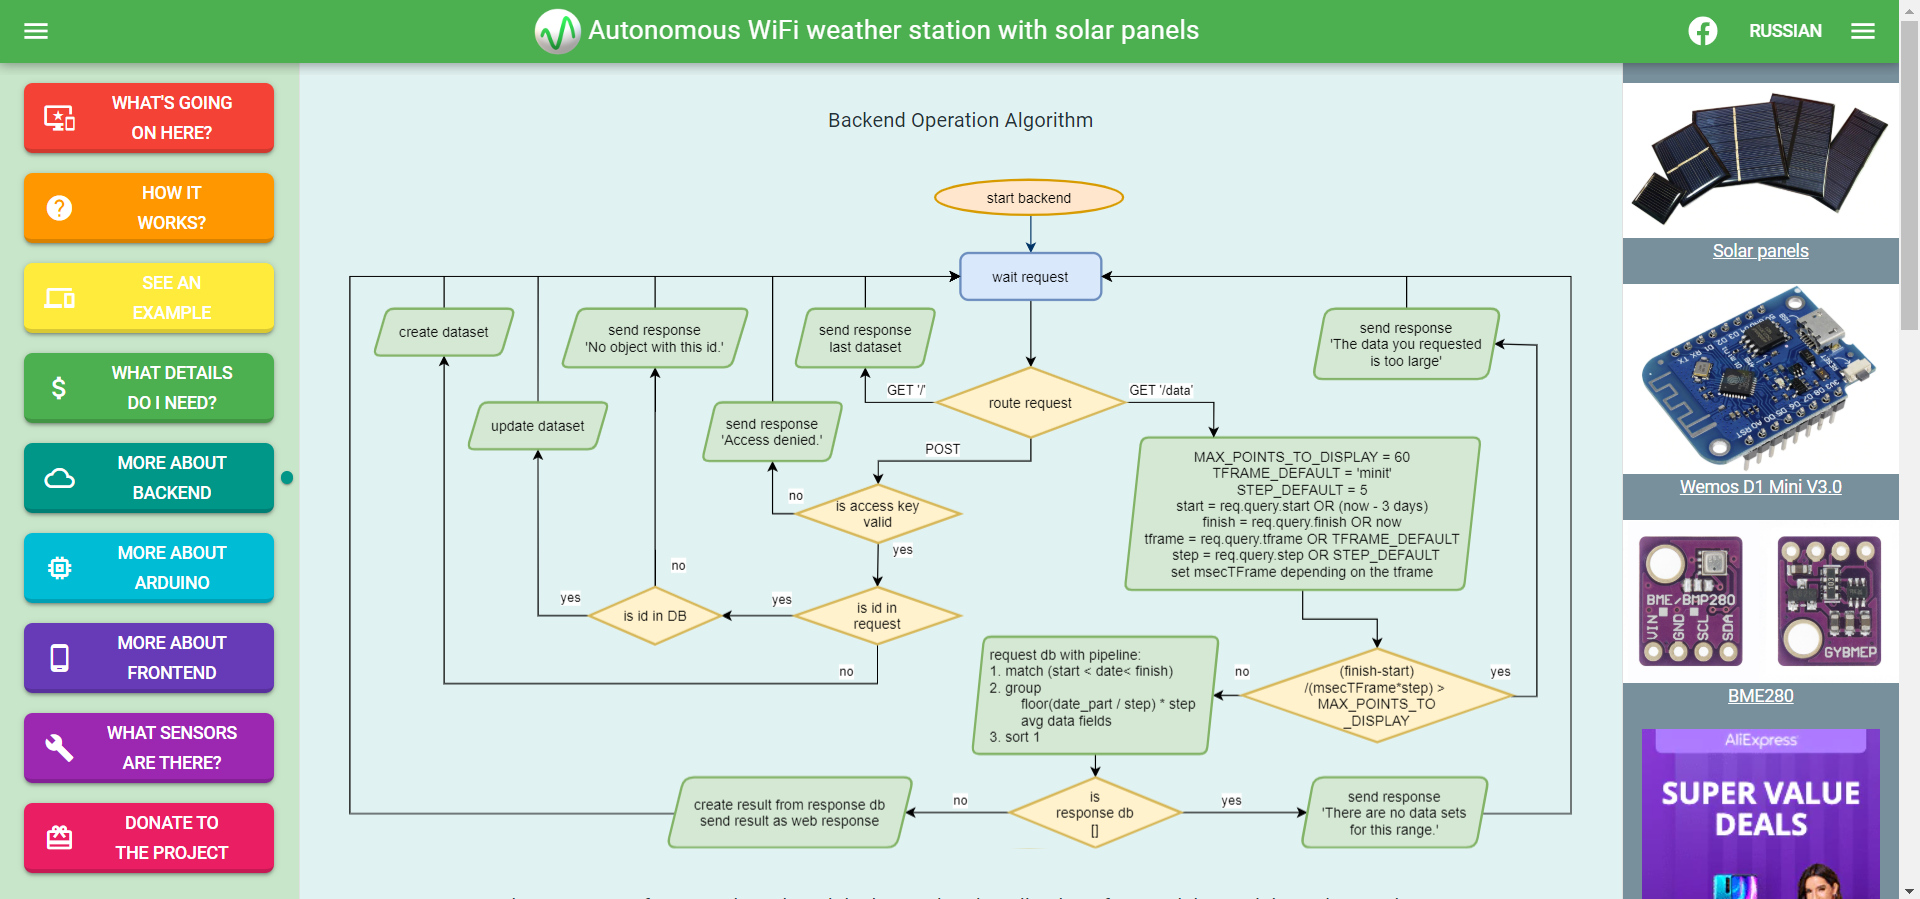 Autonomous WiFi weather station with solar panels
RUSSIAN
WHAT'S GOING
ON HERE?
HOW IT
WORKS?
SEE AN
EXAMPLE
WHAT DETAILS
DO I NEED?
MORE ABOUT
BACKEND
MORE ABOUT
ARDUINO
MORE ABOUT
FRONTEND
WHAT SENSORS
ARE THERE?
DONATE TO
THE PROJECT
Backend Operation Algorithm
start backend
wait request
create dataset
send response
'No object with this id.'
send response
last dataset
send response
'The data you requested
is too large'
GET '/'
route request
GET '/data'
update dataset
send response
'Access denied.'
POST
MAX_POINTS_TO_DISPLAY = 60
TFRAME_DEFAULT = 'minit'
STEP_DEFAULT = 5
start = req.query.start OR (now - 3 days)
finish = req.query.finish OR now
tframe = req.query.tframe OR TFRAME_DEFAULT
step = req.query.step OR STEP_DEFAULT
set msecTFrame depending on the tframe
no
is access key
valid
yes
no
yes
is id in DB
yes
is id in
request
no
request db with pipeline:
1. match (start < date< finish)
2. group
floor(date_part / step) * step
avg data fields
3. sort 1
no
(finish-start)
/(msecTFrame*step) >
MAX_POINTS_TO
_DISPLAY
yes
create result from response db
send result as web response
no
is
response db
[]
yes
send response
'There are no data sets
for this range.'
Solar panels
Wemos D1 Mini V3.0
BME/BMP280
VIN
GND
SCL
SDA
GYBMEP
BME280
AliExpress
SUPER VALUE
DEALS